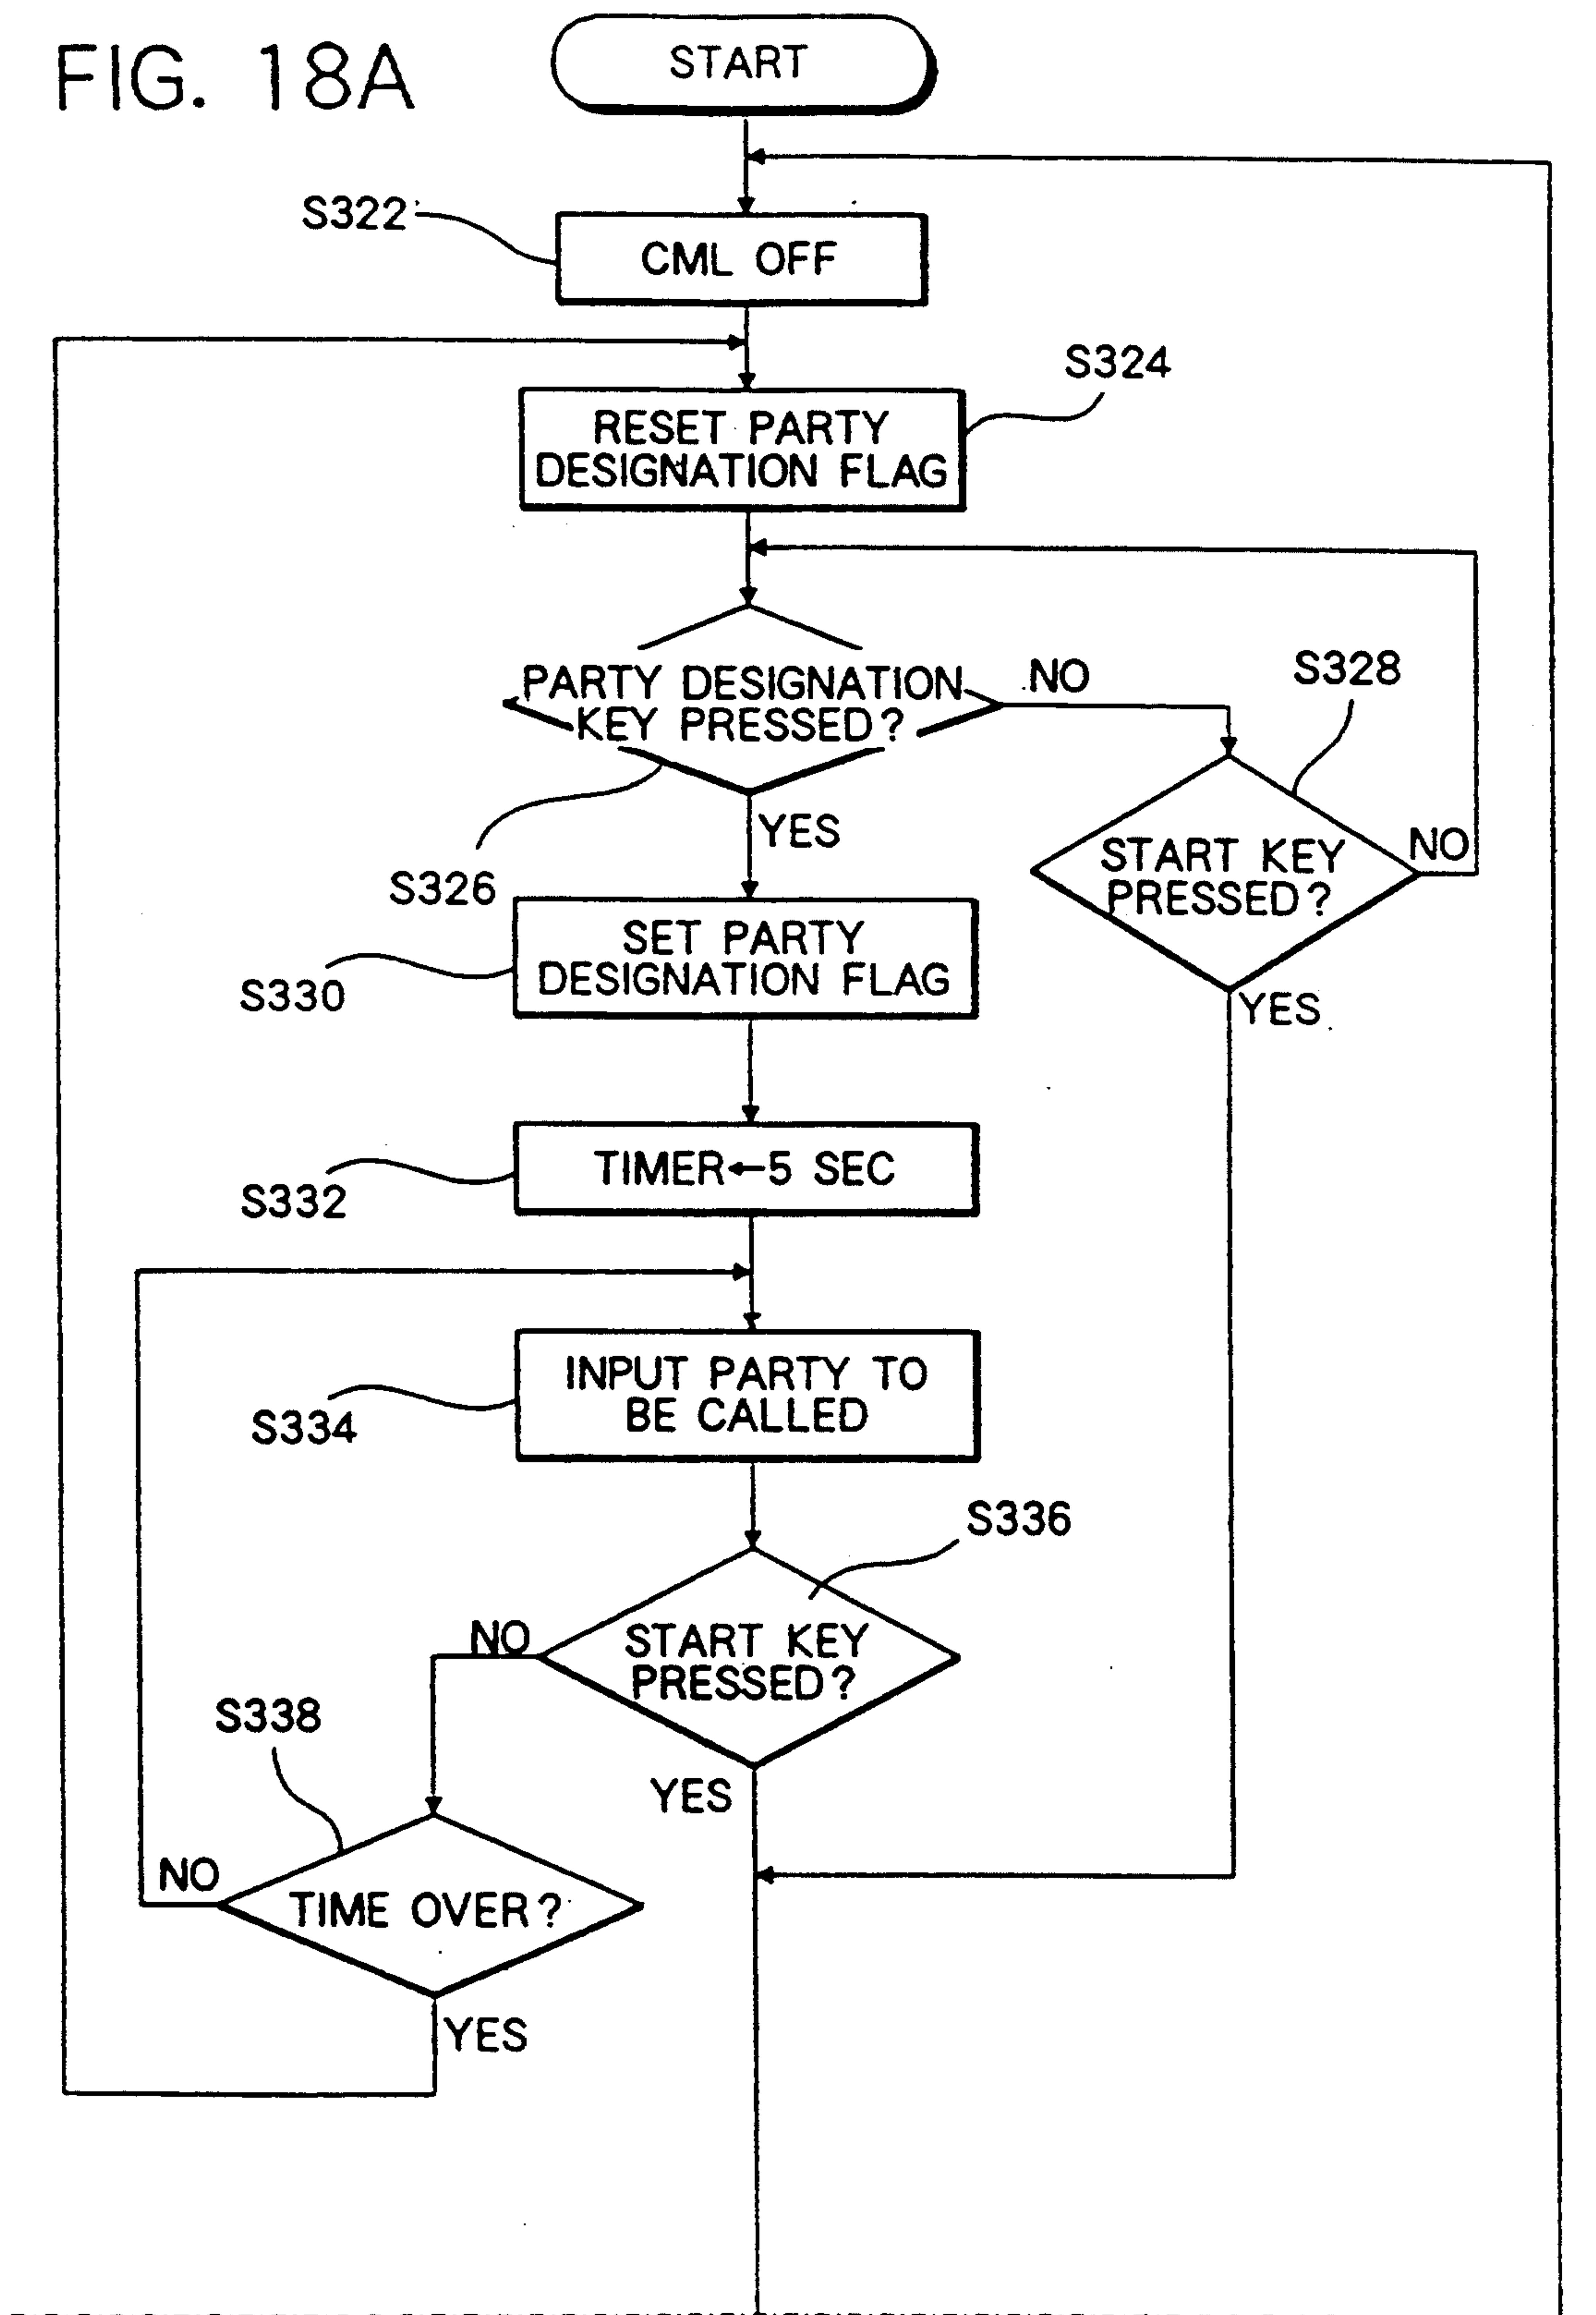 FIG. 18A
START
S322
CML OFF
S324
RESET PARTY
DESIGNATION FLAG
PARTY DESIGNATION
KEY PRESSED?
NO
S328
S326
YES
START KEY
PRESSED?
NO
YES
SET PARTY
DESIGNATION FLAG
S330
TIMER←5 SEC
S332
INPUT PARTY TO
BE CALLED
S334
S336
START KEY
PRESSED?
NO
YES
S338
NO
TIME OVER?
YES